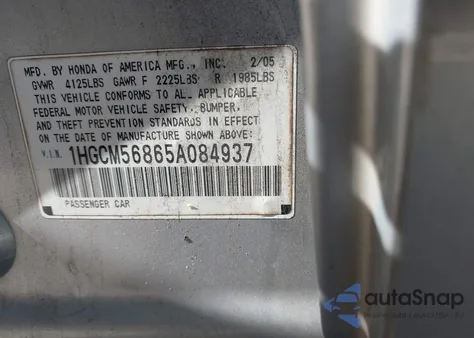 MFD. BY HONDA OF AMERICA MFG., INC. 2/05
GVWR 4125LBS GAWR F 2225LBS R 1985LBS
THIS VEHICLE CONFORMS TO ALL APPLICABLE
FEDERAL MOTOR VEHICLE SAFETY, BUMPER,
AND THEFT PREVENTION STANDARDS IN EFFECT
ON THE DATE OF MANUFACTURE SHOWN ABOVE:
V.I.N. 1HGCM56865A084937
PASSENGER CAR
autoSnap